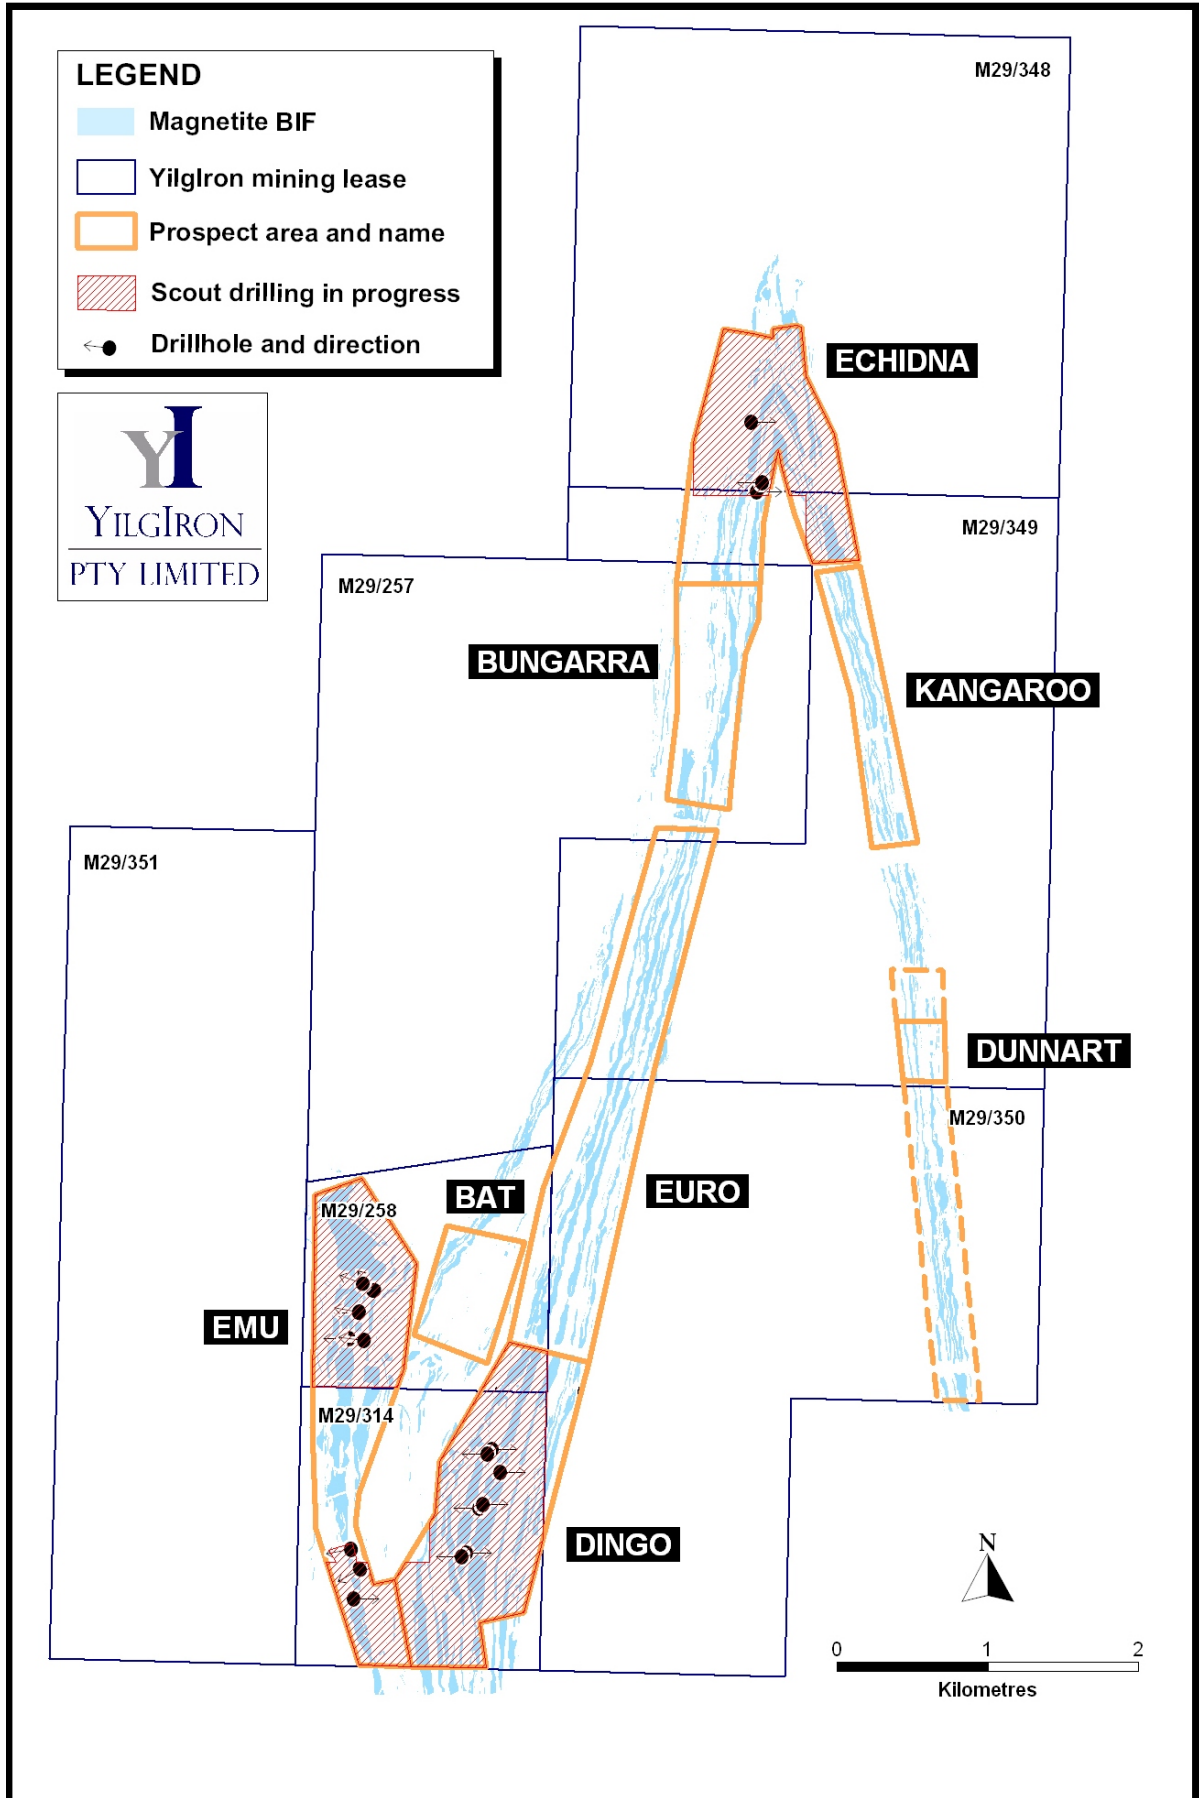 LEGEND
Magnetite BIF
YilgIron mining lease
Prospect area and name
Scout drilling in progress
Drillhole and direction
YI
YILGIRON
PTY LIMITED
M29/348
ECHIDNA
M29/349
M29/257
BUNGARRA
KANGAROO
M29/351
DUNNART
M29/350
BAT
EURO
M29/258
EMU
M29/314
DINGO
N
0 1 2
Kilometres